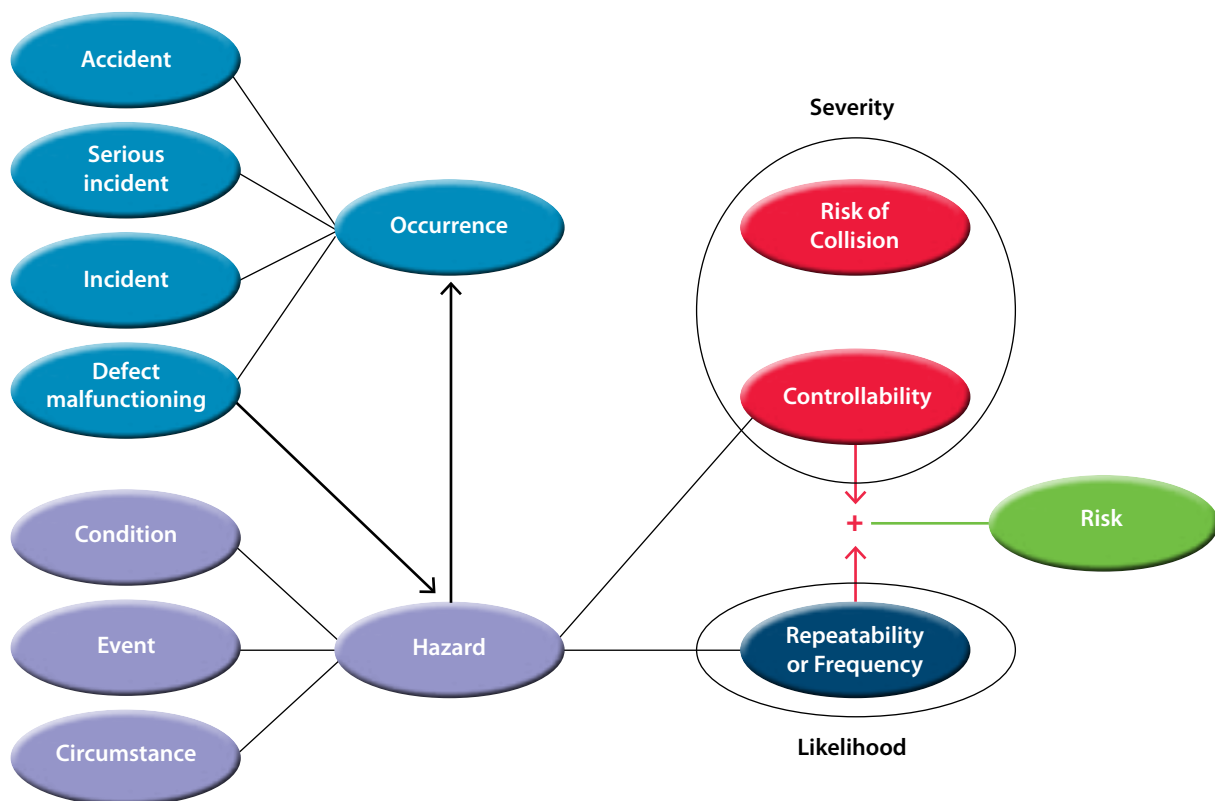 Accident
Serious
incident
Incident
Defect
malfunctioning
Occurrence
Condition
Event
Circumstance
Hazard
Severity
Risk of
Collision
Controllability
+
Risk
Repeatability
or Frequency
Likelihood